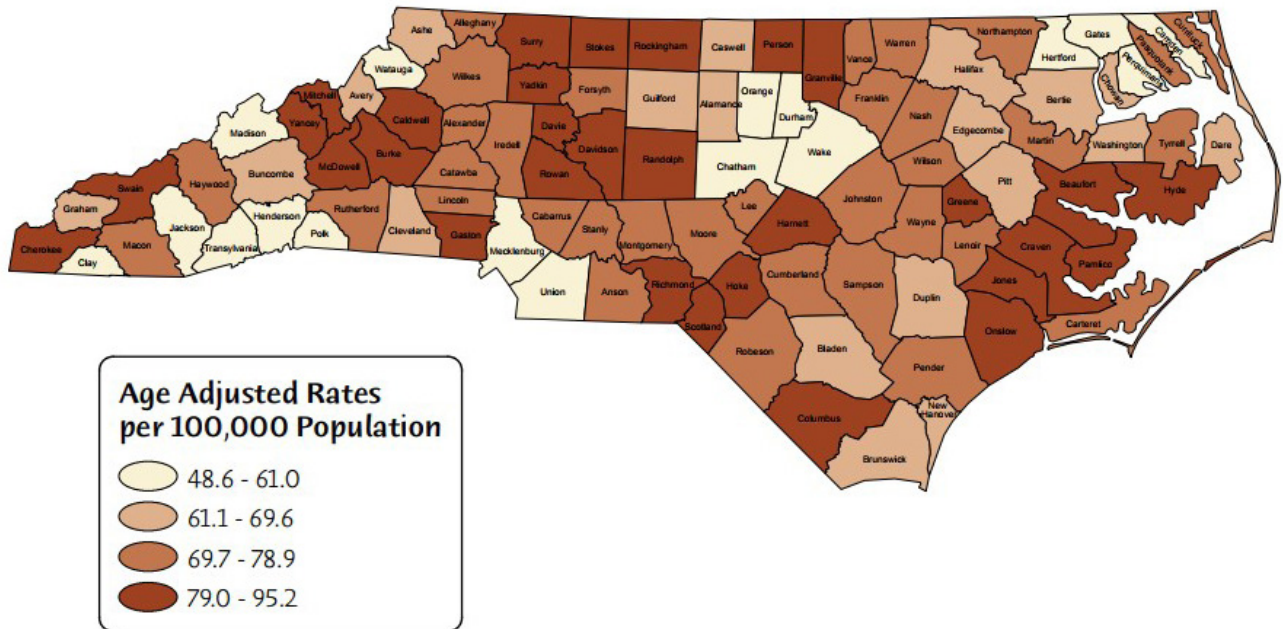 Ashe
Alleghany
Surry
Stokes
Rockingham
Caswell
Person
Granville
Vance
Warren
Northampton
Hertford
Gates
Camden
Currituck
Pasquotank
Perquimans
Chowan
Watauga
Wilkes
Yadkin
Forsyth
Guilford
Alamance
Orange
Durham
Franklin
Halifax
Bertie
Mitchell
Avery
Caldwell
Alexander
Iredell
Davie
Davidson
Randolph
Chatham
Wake
Nash
Edgecombe
Martin
Washington
Tyrrell
Dare
Madison
Yancey
McDowell
Burke
Catawba
Rowan
Wilson
Pitt
Beaufort
Hyde
Swain
Haywood
Buncombe
Rutherford
Lincoln
Cabarrus
Stanly
Montgomery
Moore
Lee
Harnett
Johnston
Wayne
Greene
Lenoir
Craven
Pamlico
Graham
Cherokee
Clay
Macon
Jackson
Transylvania
Henderson
Polk
Cleveland
Gaston
Mecklenburg
Union
Anson
Richmond
Scotland
Hoke
Cumberland
Sampson
Duplin
Jones
Onslow
Carteret
Robeson
Bladen
Pender
Columbus
New
Hanover
Brunswick
Age Adjusted Rates
per 100,000 Population
48.6 - 61.0
61.1 - 69.6
69.7 - 78.9
79.0 - 95.2